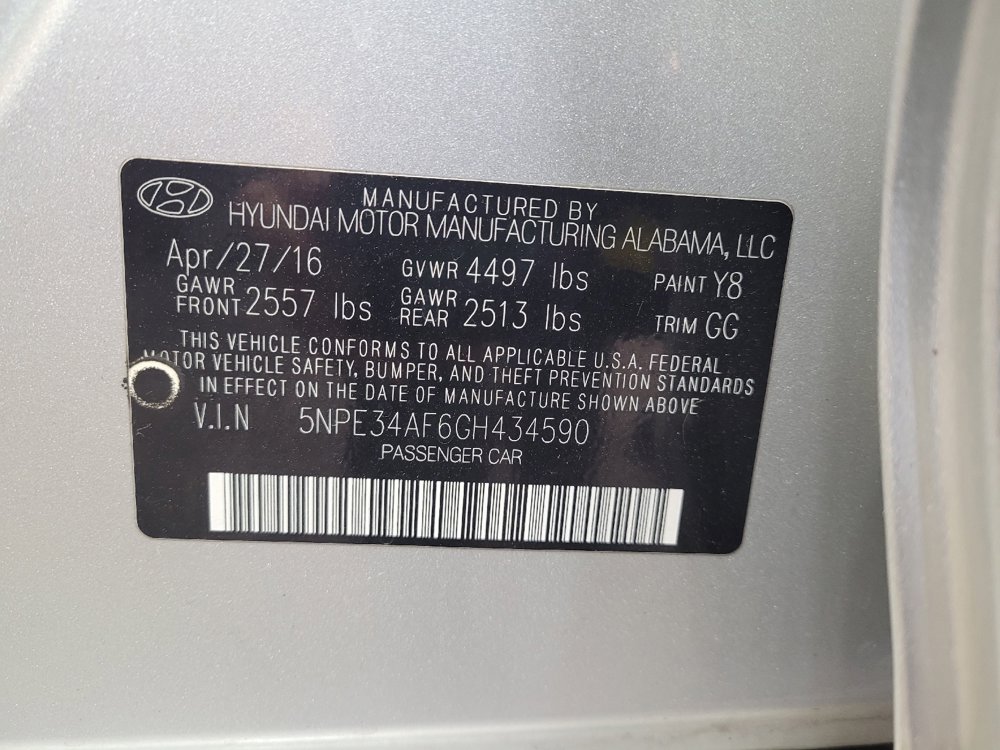 MANUFACTURED BY
HYUNDAI MOTOR MANUFACTURING ALABAMA, LLC
Apr/27/16 GVWR 4497 lbs PAINT Y8
GAWR FRONT 2557 lbs GAWR REAR 2513 lbs TRIM GG
THIS VEHICLE CONFORMS TO ALL APPLICABLE U.S.A. FEDERAL
MOTOR VEHICLE SAFETY, BUMPER, AND THEFT PREVENTION STANDARDS
IN EFFECT ON THE DATE OF MANUFACTURE SHOWN ABOVE
V.I.N 5NPE34AF6GH434590
PASSENGER CAR